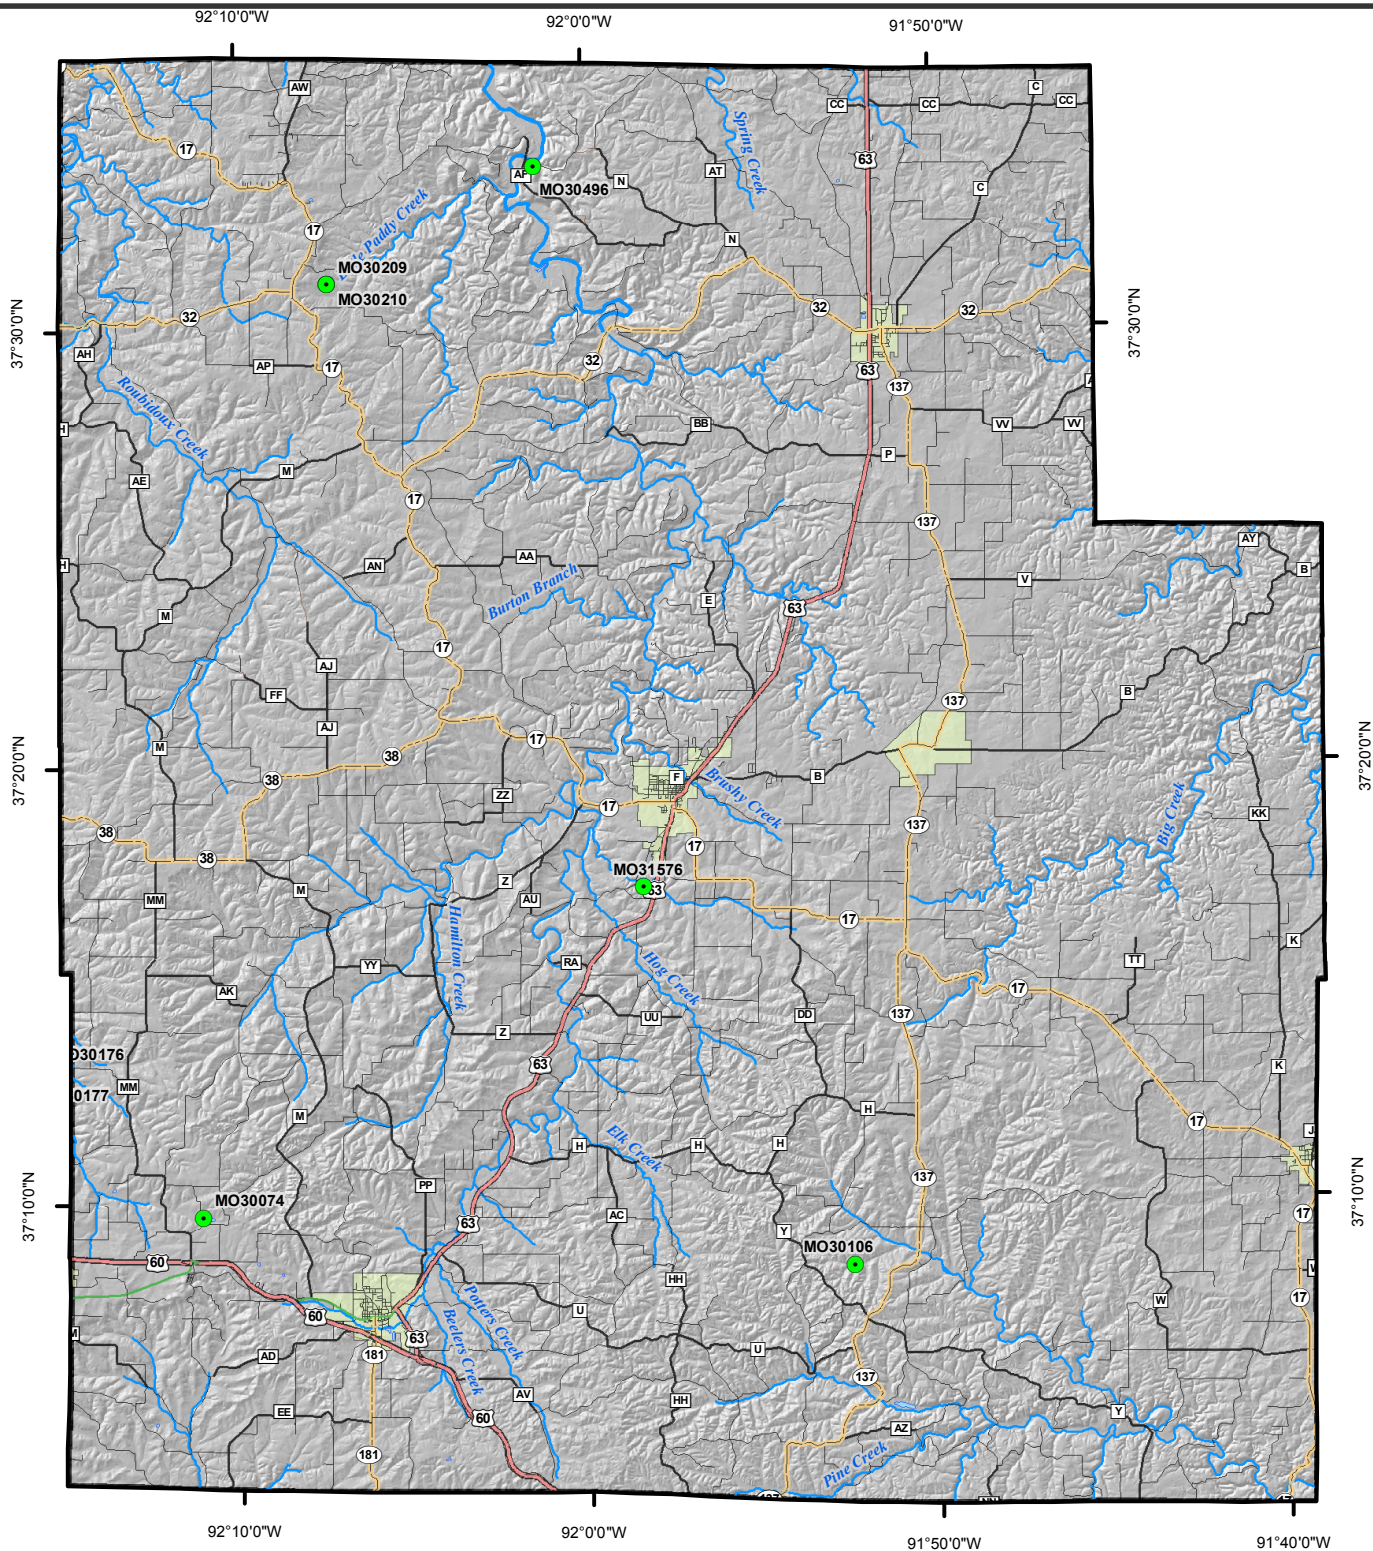 92°10'0"W
92°0'0"W
91°50'0"W
AW
C
CC
CC
CC
17
63
Spring Creek
AT
N
C
MO30496
17
N
Paddy Creek
MO30209
MO30210
37°30'0"N
37°30'0"N
32
32
32
AH
AP
17
32
63
137
Roubidoux Creek
BB
VV
VV
P
M
AE
17
137
AY
AN
AA
B
V
Burton Branch
E
63
M
17
AJ
FF
137
B
AJ
M
17
37°20'0"N
37°20'0"N
38
38
F
B
Brushy Creek
ZZ
17
Big Creek
KK
38
137
38
17
MO31576
M
Z
63
MM
AU
17
Hamilton Creek
K
YY
RA
Hog Creek
TT
AK
17
DD
137
UU
Z
O30176
63
K
MM
0177
H
M
17
Elk Creek
H
H
H
J
137
37°10'0"N
37°10'0"N
PP
MO30074
AC
17
63
Y
MO30106
60
HH
Potters Creek
Beelers Creek
U
W
17
60
63
U
AD
181
137
AV
HH
EE
Y
60
AZ
181
Pine Creek
137
17
92°10'0"W
92°0'0"W
91°50'0"W
91°40'0"W